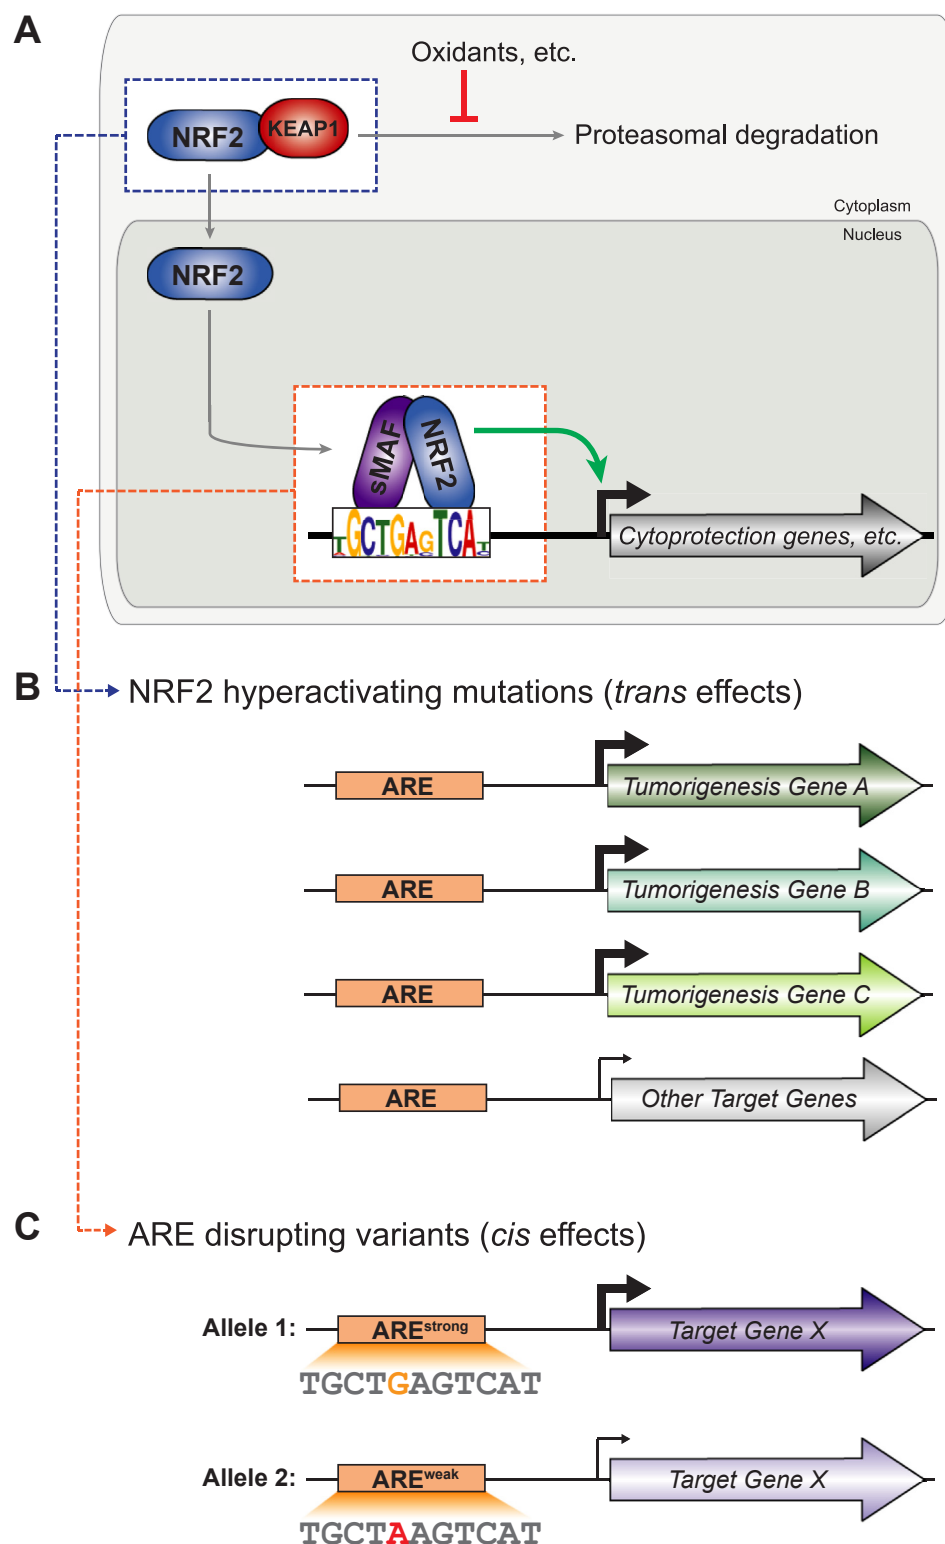 A
Oxidants, etc.
NRF2
KEAP1
Proteasomal degradation
Cytoplasm
Nucleus
NRF2
sMAF
NRF2
TGCTGAGTCAT
Cytoprotection genes, etc.
B
NRF2 hyperactivating mutations (trans effects)
ARE
Tumorigenesis Gene A
ARE
Tumorigenesis Gene B
ARE
Tumorigenesis Gene C
ARE
Other Target Genes
C
ARE disrupting variants (cis effects)
Allele 1:
AREstrong
Target Gene X
TGCTGAGTCAT
Allele 2:
AREweak
Target Gene X
TGCTAAGTCAT